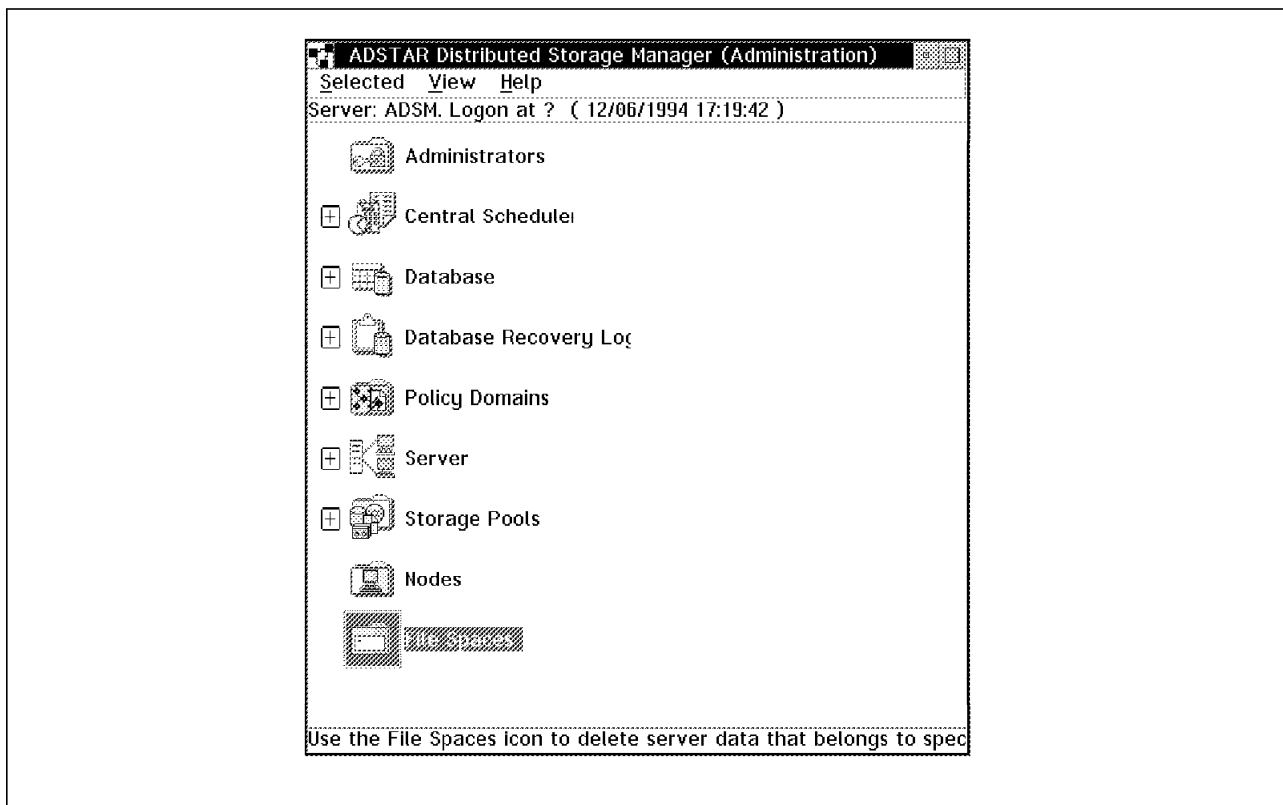 ADSTAR Distributed Storage Manager (Administration)
Selected View Help
Server: ADSM. Logon at ? ( 12/06/1994 17:19:42 )
Administrators
Central Scheduler
Database
Database Recovery Log
Policy Domains
Server
Storage Pools
Nodes
File Spaces
Use the File Spaces icon to delete server data that belongs to spec